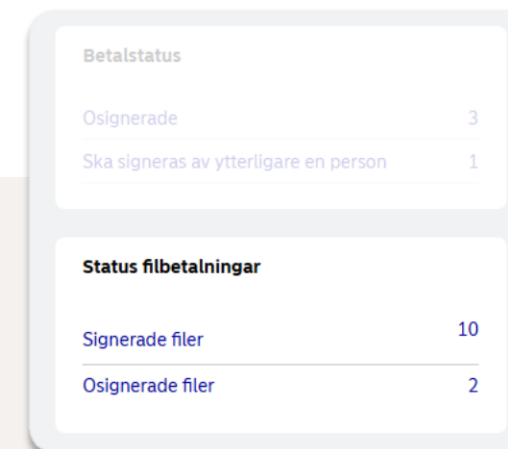 Betalstatus
Osignerade 3
Ska signeras av ytterligare en person 1
Status filbetalningar
Signerade filer 10
Osignerade filer 2